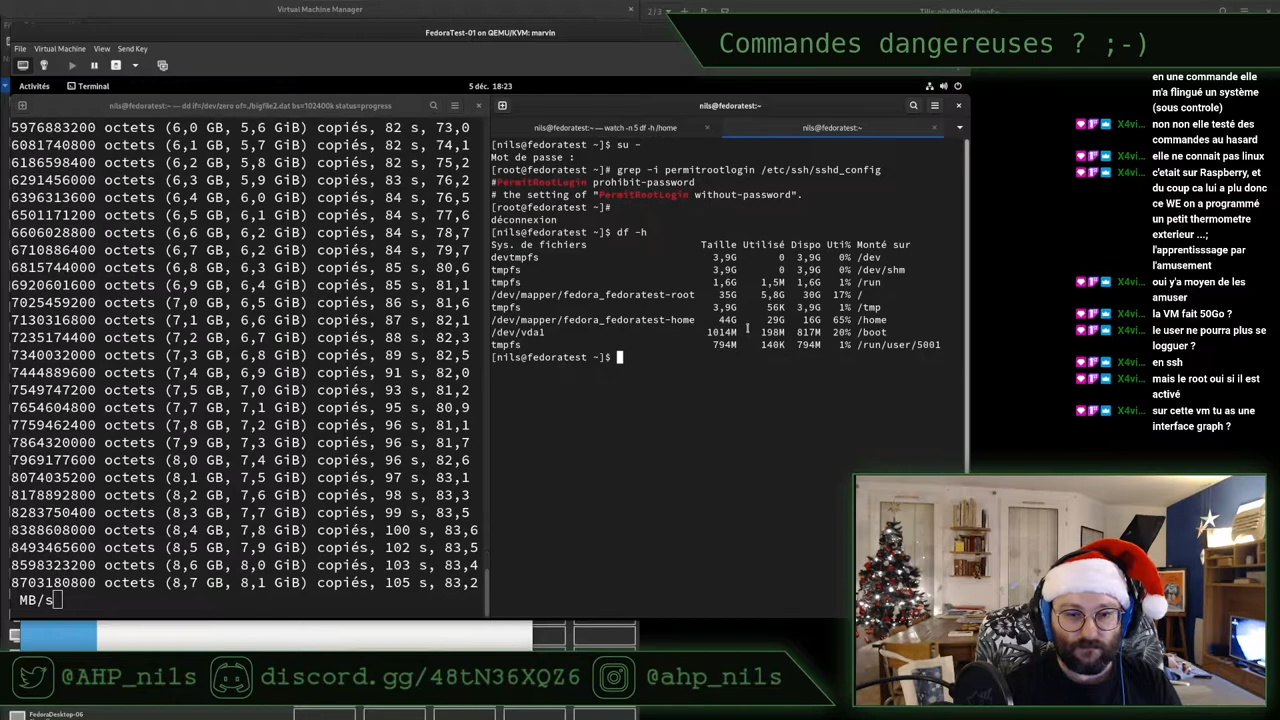 Virtual Machine Manager
2/3
Tilix: nils@bloodhoof:~
FedoraTest-01 on QEMU/KVM: marvin
File Virtual Machine View Send Key
Activités Terminal 5 déc. 18:23
nils@fedoratest:~ — dd if=/dev/zero of=./bigfile2.dat bs=102400k status=progress
5976883200 octets (6,0 GB, 5,6 GiB) copiés, 82 s, 73,0
6081740800 octets (6,1 GB, 5,7 GiB) copiés, 82 s, 74,1
6186598400 octets (6,2 GB, 5,8 GiB) copiés, 82 s, 75,2
6291456000 octets (6,3 GB, 5,9 GiB) copiés, 82 s, 76,4
6396313600 octets (6,4 GB, 6,0 GiB) copiés, 84 s, 76,5
6501171200 octets (6,5 GB, 6,1 GiB) copiés, 84 s, 77,6
6606028800 octets (6,6 GB, 6,2 GiB) copiés, 84 s, 78,7
6710886400 octets (6,7 GB, 6,2 GiB) copiés, 84 s, 79,7
6815744000 octets (6,8 GB, 6,3 GiB) copiés, 85 s, 80,6
6920601600 octets (6,9 GB, 6,4 GiB) copiés, 86 s, 81,5
7025459200 octets (7,0 GB, 6,5 GiB) copiés, 86 s, 81,6
7130316800 octets (7,1 GB, 6,6 GiB) copiés, 87 s, 82,1
7235174400 octets (7,2 GB, 6,7 GiB) copiés, 88 s, 82,3
7340032000 octets (7,3 GB, 6,8 GiB) copiés, 89 s, 82,5
7444889600 octets (7,4 GB, 6,9 GiB) copiés, 91 s, 82,0
7549747200 octets (7,5 GB, 7,0 GiB) copiés, 93 s, 81,2
7654604800 octets (7,7 GB, 7,1 GiB) copiés, 95 s, 80,9
7759462400 octets (7,8 GB, 7,2 GiB) copiés, 96 s, 81,1
7864320000 octets (7,9 GB, 7,3 GiB) copiés, 96 s, 81,7
7969177600 octets (8,0 GB, 7,4 GiB) copiés, 96 s, 82,6
8074035200 octets (8,1 GB, 7,5 GiB) copiés, 97 s, 83,1
8178892800 octets (8,2 GB, 7,6 GiB) copiés, 98 s, 83,3
8283750400 octets (8,3 GB, 7,7 GiB) copiés, 99 s, 83,5
8388608000 octets (8,4 GB, 7,8 GiB) copiés, 100 s, 83,6
8493465600 octets (8,5 GB, 7,9 GiB) copiés, 102 s, 83,5
8598323200 octets (8,6 GB, 8,0 GiB) copiés, 103 s, 83,4
8703180800 octets (8,7 GB, 8,1 GiB) copiés, 105 s, 83,2
MB/s
nils@fedoratest:~
nils@fedoratest:~ — watch -n 5 df -h /home
nils@fedoratest:~
[nils@fedoratest ~]$ su -
Mot de passe :
[root@fedoratest ~]# grep -i permitrootlogin /etc/ssh/sshd_config
#PermitRootLogin prohibit-password
# the setting of "PermitRootLogin without-password".
[root@fedoratest ~]#
déconnexion
[nils@fedoratest ~]$ df -h
Sys. de fichiers Taille Utilisé Dispo Uti% Monté sur
devtmpfs 3,9G 0 3,9G 0% /dev
tmpfs 3,9G 0 3,9G 0% /dev/shm
tmpfs 1,6G 1,5M 1,6G 1% /run
/dev/mapper/fedora_fedoratest-root 35G 5,8G 30G 17% /
tmpfs 3,9G 56K 3,9G 1% /tmp
/dev/mapper/fedora_fedoratest-home 44G 29G 16G 65% /home
/dev/vda1 1014M 198M 817M 20% /boot
tmpfs 794M 140K 794M 1% /run/user/5001
[nils@fedoratest ~]$
Commandes dangereuses ? ;-)
en une commande elle
m'a flingué un système
(sous controle)
X4vi... non non elle testé des
commandes au hasard
X4vi... elle ne connait pas linux
X4vi... c'etait sur Raspberry, et
du coup ca lui a plu donc
ce WE on a programmé
un petit thermometre
exterieur ...;
l'apprentisssage par
l'amusement
X4vi... oui y'a moyen de les
amuser
X4vi... la VM fait 50Go ?
X4vi... le user ne pourra plus se
logguer ?
X4vi... en ssh
X4vi... mais le root oui si il est
activé
X4vi... sur cette vm tu as une
interface graph ?
@AHP_nils
discord.gg/48tN36XQZ6
@ahp_nils
FedoraDesktop-06